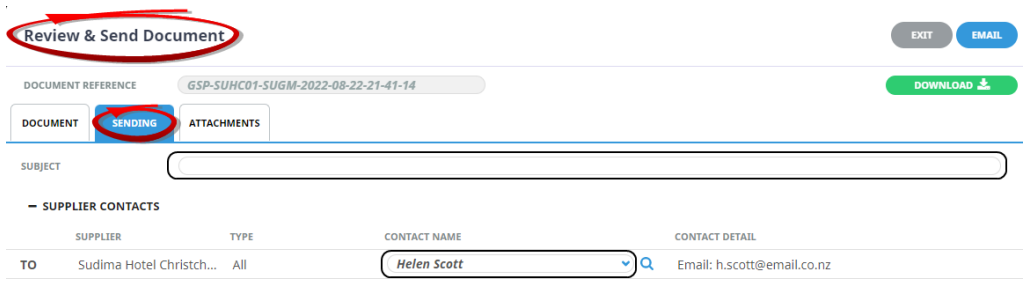 Review & Send Document
EXIT
EMAIL
DOCUMENT REFERENCE
GSP-SUHC01-SUGM-2022-08-22-21-41-14
DOWNLOAD
DOCUMENT
SENDING
ATTACHMENTS
SUBJECT
SUPPLIER CONTACTS
SUPPLIER TYPE CONTACT NAME CONTACT DETAIL
TO Sudima Hotel Christch... All Helen Scott Email: h.scott@email.co.nz